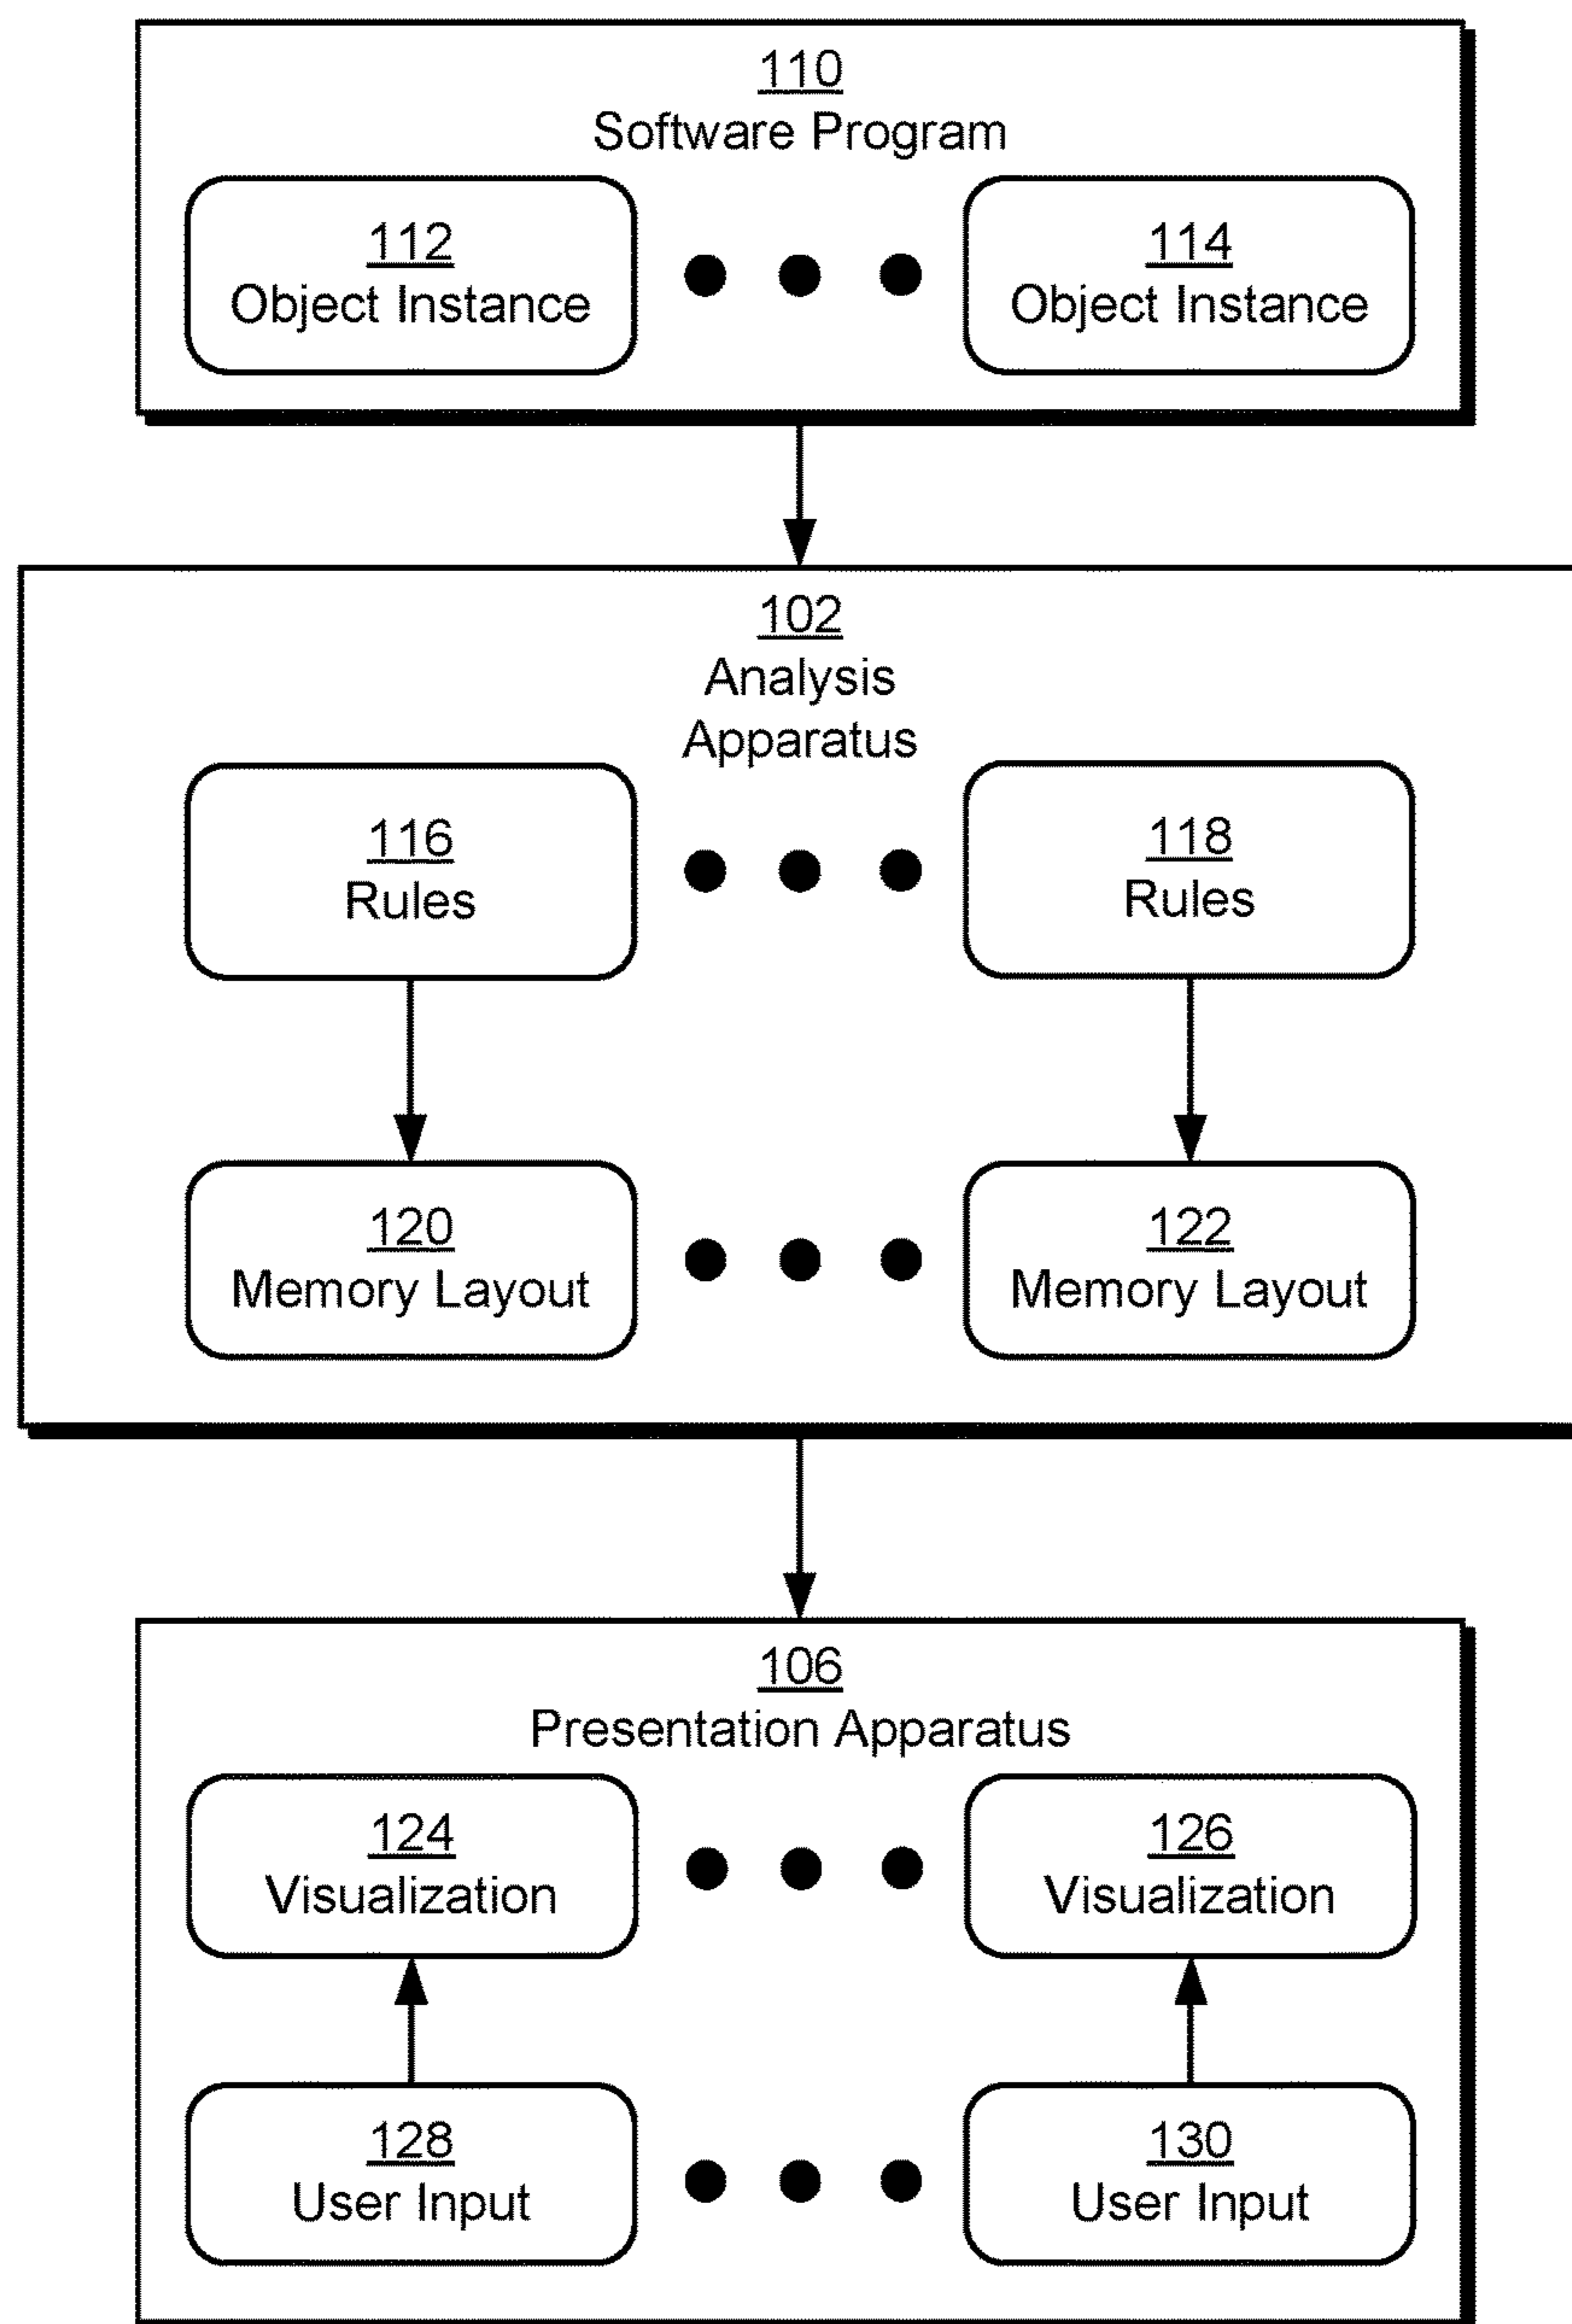 110
Software Program
112
Object Instance
114
Object Instance
102
Analysis
Apparatus
116
Rules
118
Rules
120
Memory Layout
122
Memory Layout
106
Presentation Apparatus
124
Visualization
126
Visualization
128
User Input
130
User Input